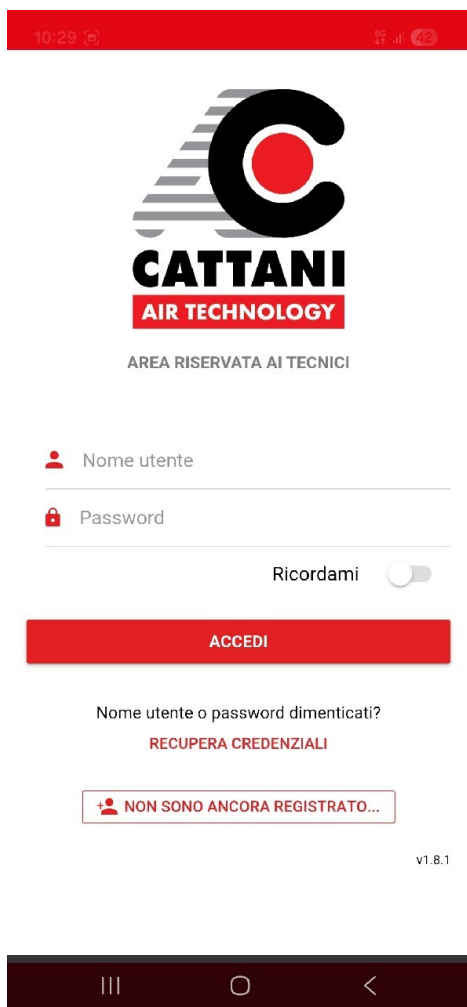 10:29
5G 42
CATTANI
AIR TECHNOLOGY
AREA RISERVATA AI TECNICI
Nome utente
Password
Ricordami
ACCEDI
Nome utente o password dimenticati?
RECUPERA CREDENZIALI
NON SONO ANCORA REGISTRATO...
v1.8.1